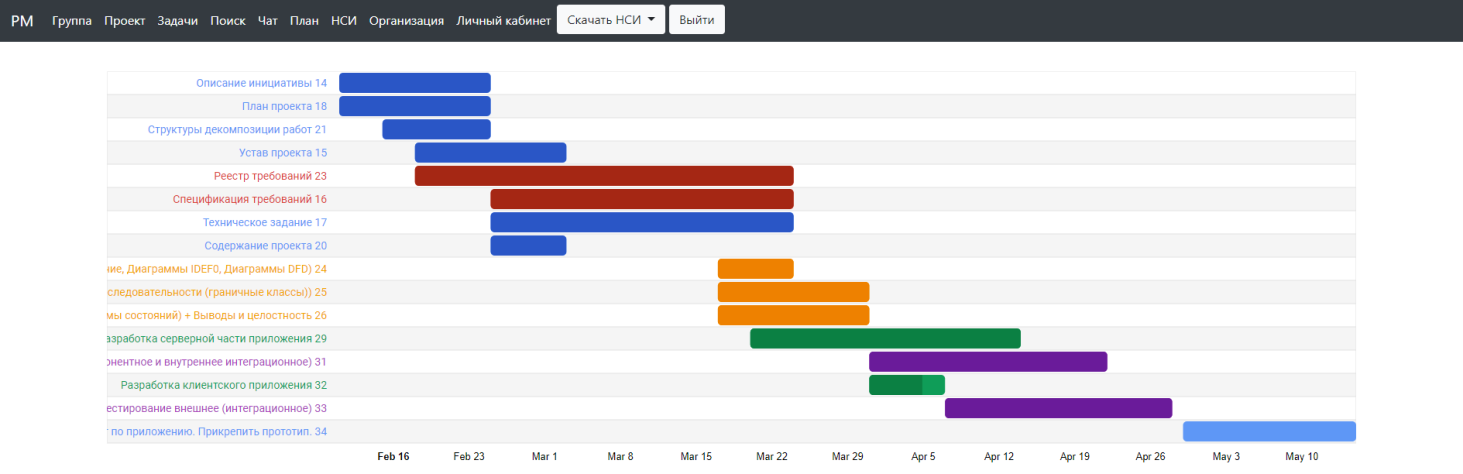 PM Группа Проект Задачи Поиск Чат План НСИ Организация Личный кабинет Скачать НСИ Выйти
Описание инициативы 14
План проекта 18
Структуры декомпозиции работ 21
Устав проекта 15
Реестр требований 23
Спецификация требований 16
Техническое задание 17
Содержание проекта 20
ние, Диаграммы IDEF0, Диаграммы DFD) 24
следовательности (граничные классы)) 25
мы состояний) + Выводы и целостность 26
азработка серверной части приложения 29
онентное и внутреннее интеграционное) 31
Разработка клиентского приложения 32
естирование внешнее (интеграционное) 33
по приложению. Прикрепить прототип. 34
Feb 16 Feb 23 Mar 1 Mar 8 Mar 15 Mar 22 Mar 29 Apr 5 Apr 12 Apr 19 Apr 26 May 3 May 10